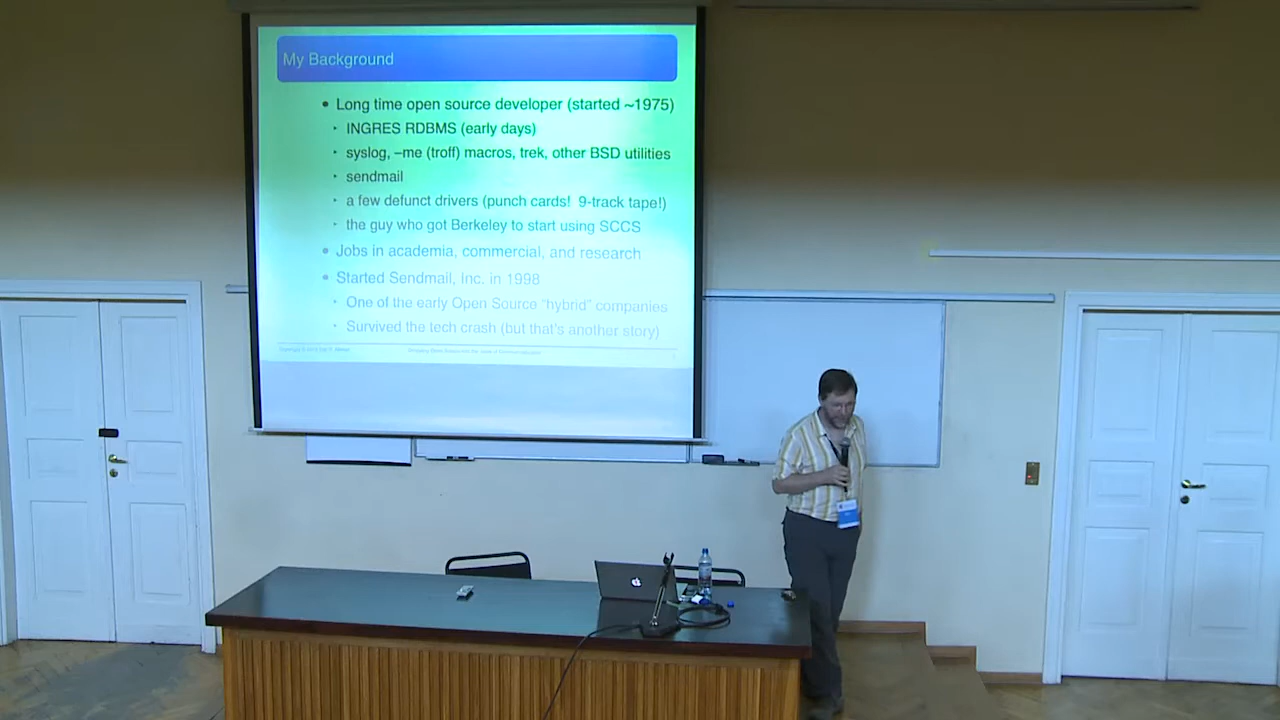 My Background
• Long time open source developer (started ~1975)
• INGRES RDBMS (early days)
• syslog, –me (troff) macros, trek, other BSD utilities
• sendmail
• a few defunct drivers (punch cards! 9-track tape!)
• the guy who got Berkeley to start using SCCS
• Jobs in academia, commercial, and research
• Started Sendmail, Inc. in 1998
• One of the early Open Source “hybrid” companies
• Survived the tech crash (but that’s another story)